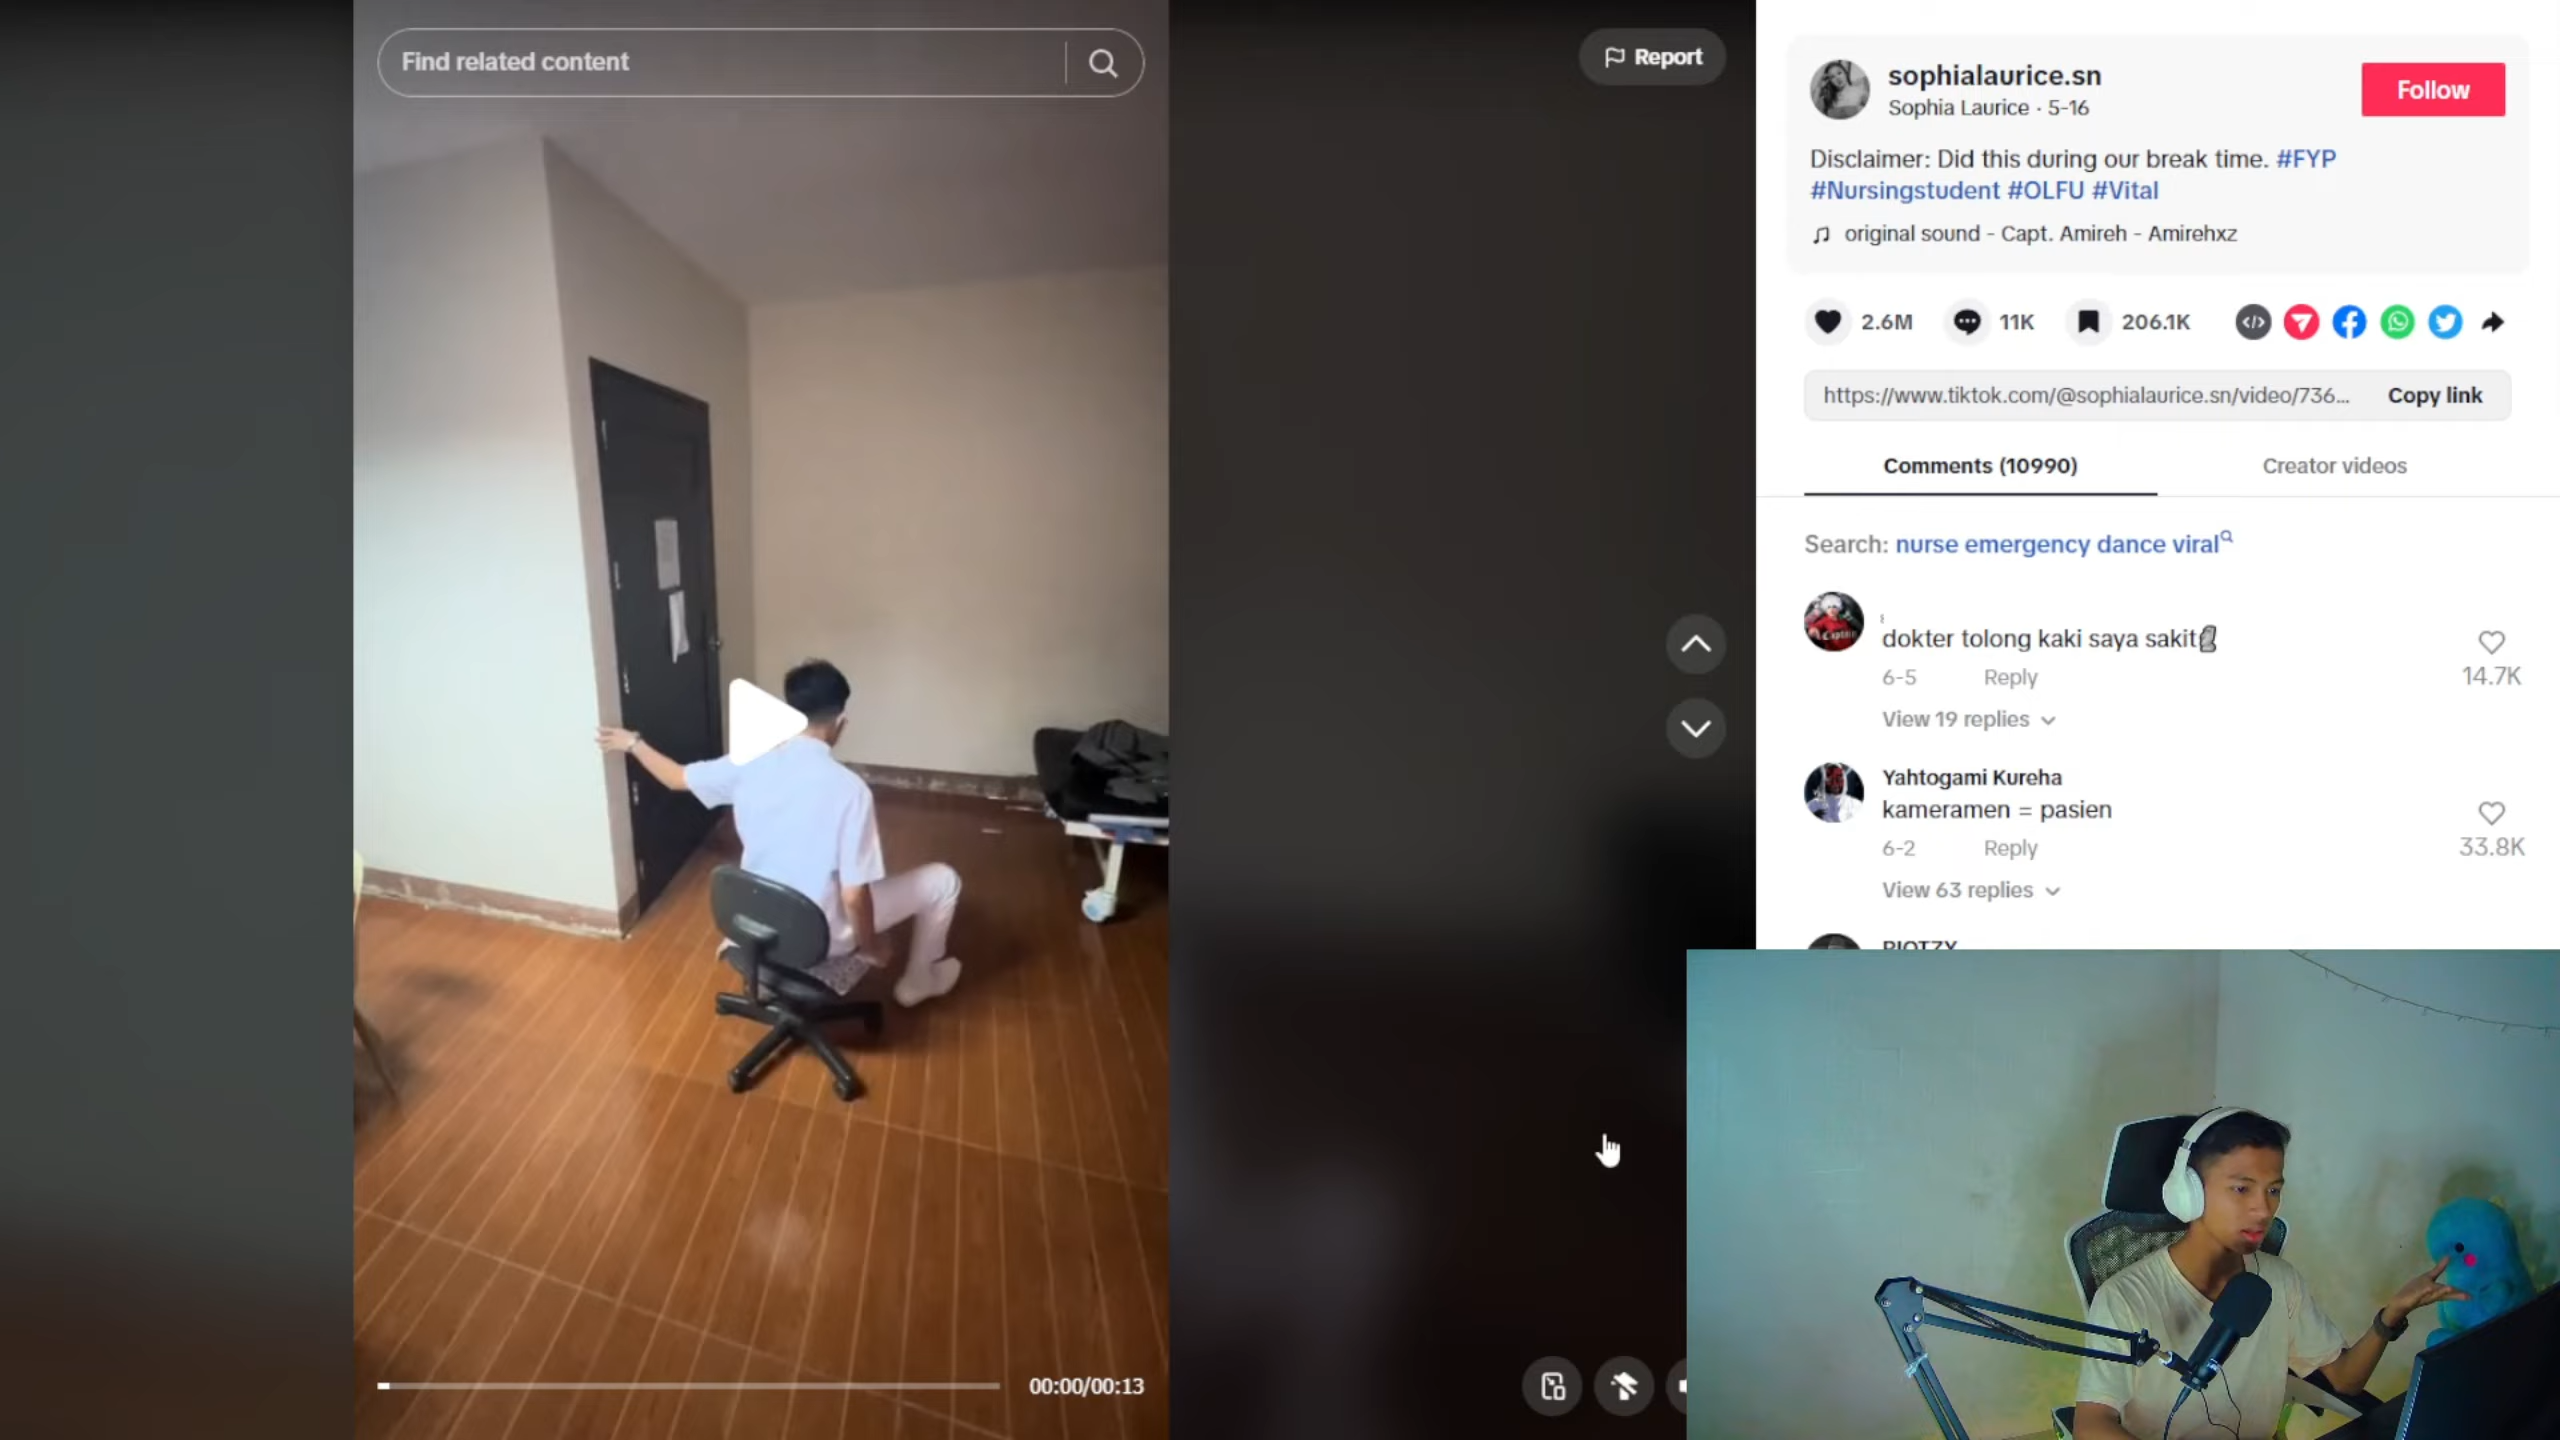 Find related content
Report
00:00/00:13
sophialaurice.sn
Sophia Laurice · 5-16
Follow
Disclaimer: Did this during our break time. #FYP
#Nursingstudent #OLFU #Vital
original sound - Capt. Amireh - Amirehxz
2.6M
11K
206.1K
https://www.tiktok.com/@sophialaurice.sn/video/736...
Copy link
Comments (10990)
Creator videos
Search: nurse emergency dance viral
dokter tolong kaki saya sakit🗿
6-5
Reply
14.7K
View 19 replies
Yahtogami Kureha
kameramen = pasien
6-2
Reply
33.8K
View 63 replies